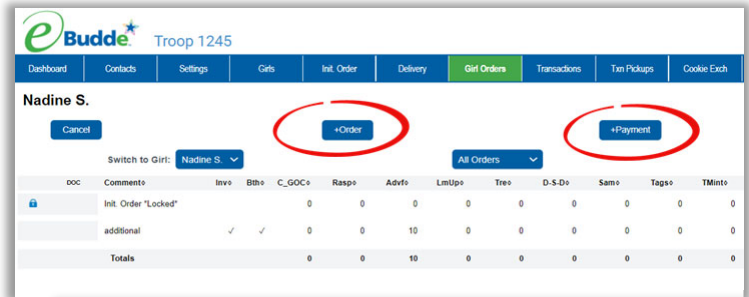 eBudde Troop 1245
Dashboard Contacts Settings Girls Init. Order Delivery Girl Orders Transactions Txn Pickups Cookie Exch
Nadine S.
Cancel +Order +Payment
Switch to Girl: Nadine S. All Orders
DOC Comment Inv Bth C_GOC Rasp Advf LmUp Tre D-S-D Sam Tags TMint
Init. Order *Locked* 0 0 0 0 0 0 0 0 0
additional ✓ ✓ 0 0 10 0 0 0 0 0 0
Totals 0 0 10 0 0 0 0 0 0